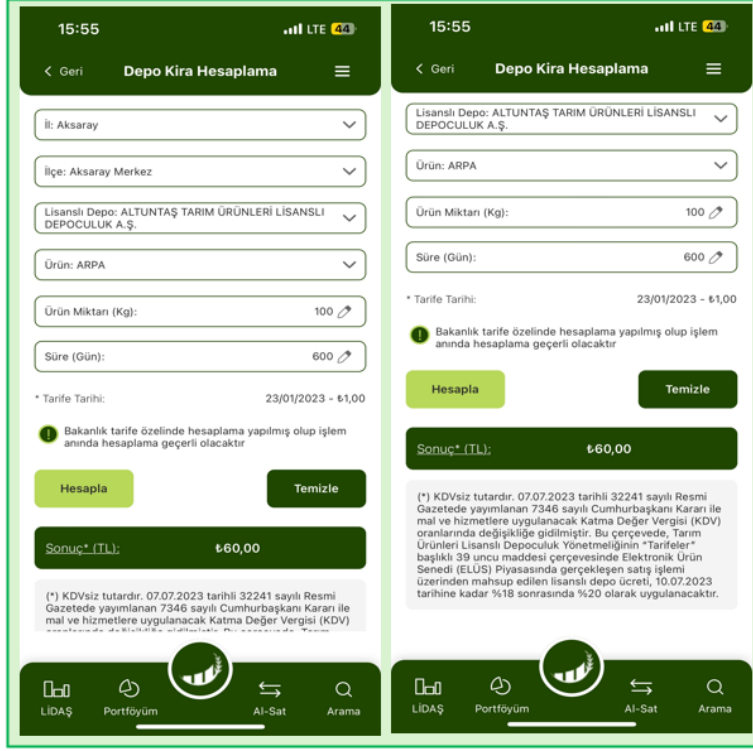 15:55
LTE 44
Geri
Depo Kira Hesaplama
İl: Aksaray
İlçe: Aksaray Merkez
Lisanslı Depo: ALTUNTAŞ TARIM ÜRÜNLERİ LİSANSLI
DEPOCULUK A.Ş.
Ürün: ARPA
Ürün Miktarı (Kg): 100
Süre (Gün): 600
* Tarife Tarihi: 23/01/2023 - ₺1,00
Bakanlık tarife özelinde hesaplama yapılmış olup işlem
anında hesaplama geçerli olacaktır
Hesapla
Temizle
Sonuç* (TL): ₺60,00
(*) KDVsiz tutardır. 07.07.2023 tarihli 32241 sayılı Resmi
Gazetede yayımlanan 7346 sayılı Cumhurbaşkanı Kararı ile
mal ve hizmetlere uygulanacak Katma Değer Vergisi (KDV)
oranlarında değişikliğe gidilmiştir. Bu çerçevede, Tarım
LİDAŞ
Portföyüm
Al-Sat
Arama
15:55
LTE 44
Geri
Depo Kira Hesaplama
Lisanslı Depo: ALTUNTAŞ TARIM ÜRÜNLERİ LİSANSLI
DEPOCULUK A.Ş.
Ürün: ARPA
Ürün Miktarı (Kg): 100
Süre (Gün): 600
* Tarife Tarihi: 23/01/2023 - ₺1,00
Bakanlık tarife özelinde hesaplama yapılmış olup işlem
anında hesaplama geçerli olacaktır
Hesapla
Temizle
Sonuç* (TL): ₺60,00
(*) KDVsiz tutardır. 07.07.2023 tarihli 32241 sayılı Resmi
Gazetede yayımlanan 7346 sayılı Cumhurbaşkanı Kararı ile
mal ve hizmetlere uygulanacak Katma Değer Vergisi (KDV)
oranlarında değişikliğe gidilmiştir. Bu çerçevede, Tarım
Ürünleri Lisanslı Depoculuk Yönetmeliğinin “Tarifeler”
başlıklı 39 uncu maddesi çerçevesinde Elektronik Ürün
Senedi (ELÜS) Piyasasında gerçekleşen satış işlemi
üzerinden mahsup edilen lisanslı depo ücreti, 10.07.2023
tarihine kadar %18 sonrasında %20 olarak uygulanacaktır.
LİDAŞ
Portföyüm
Al-Sat
Arama